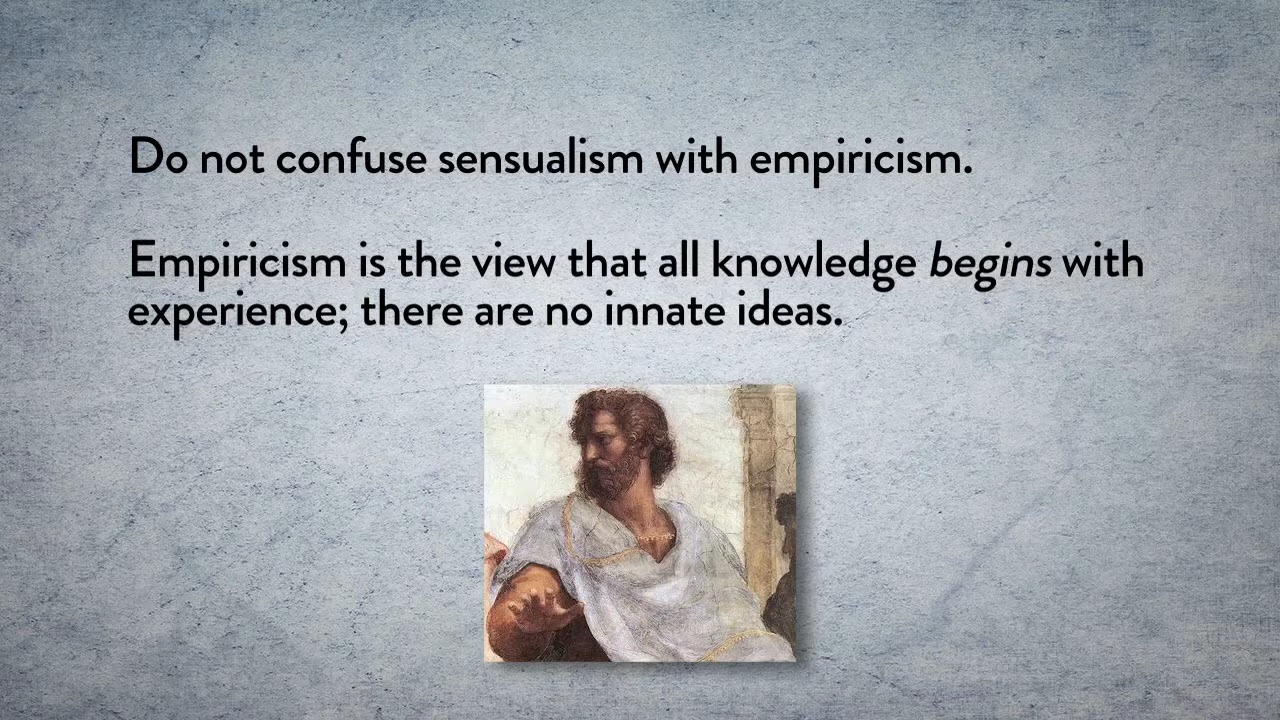 Do not confuse sensualism with empiricism.
Empiricism is the view that all knowledge begins with
experience; there are no innate ideas.